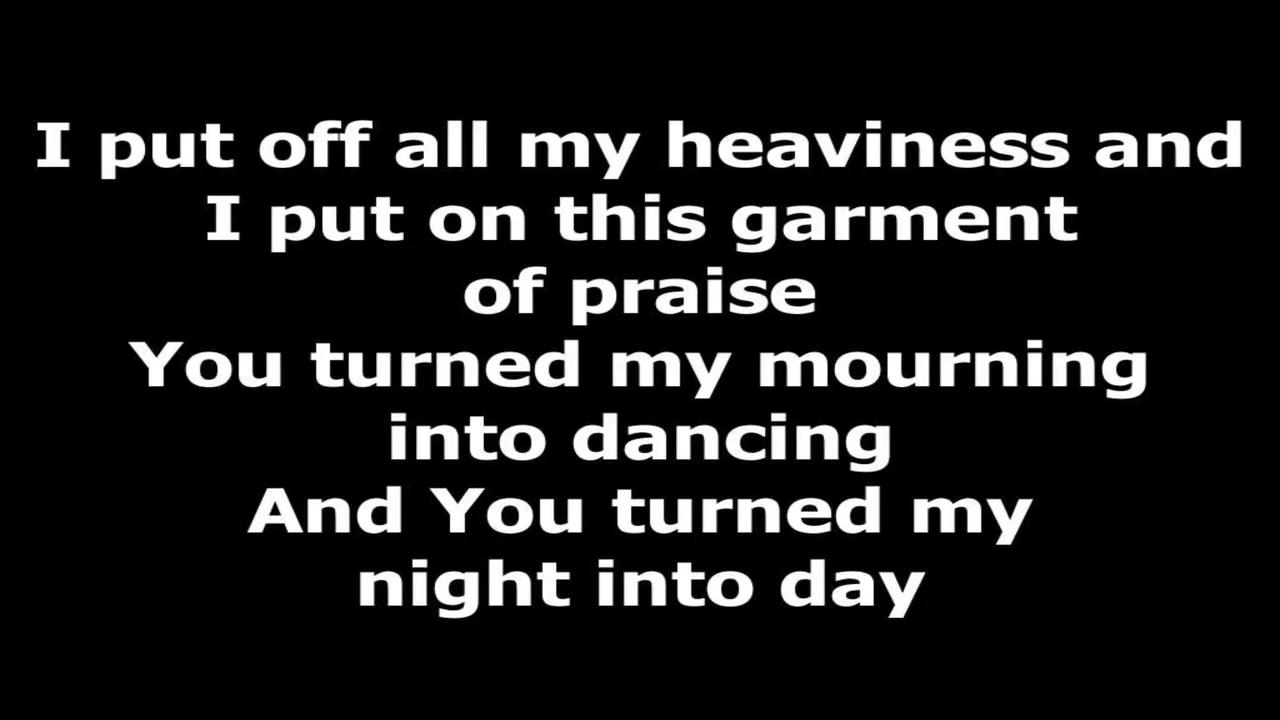 I put off all my heaviness and
I put on this garment
of praise
You turned my mourning
into dancing
And You turned my
night into day